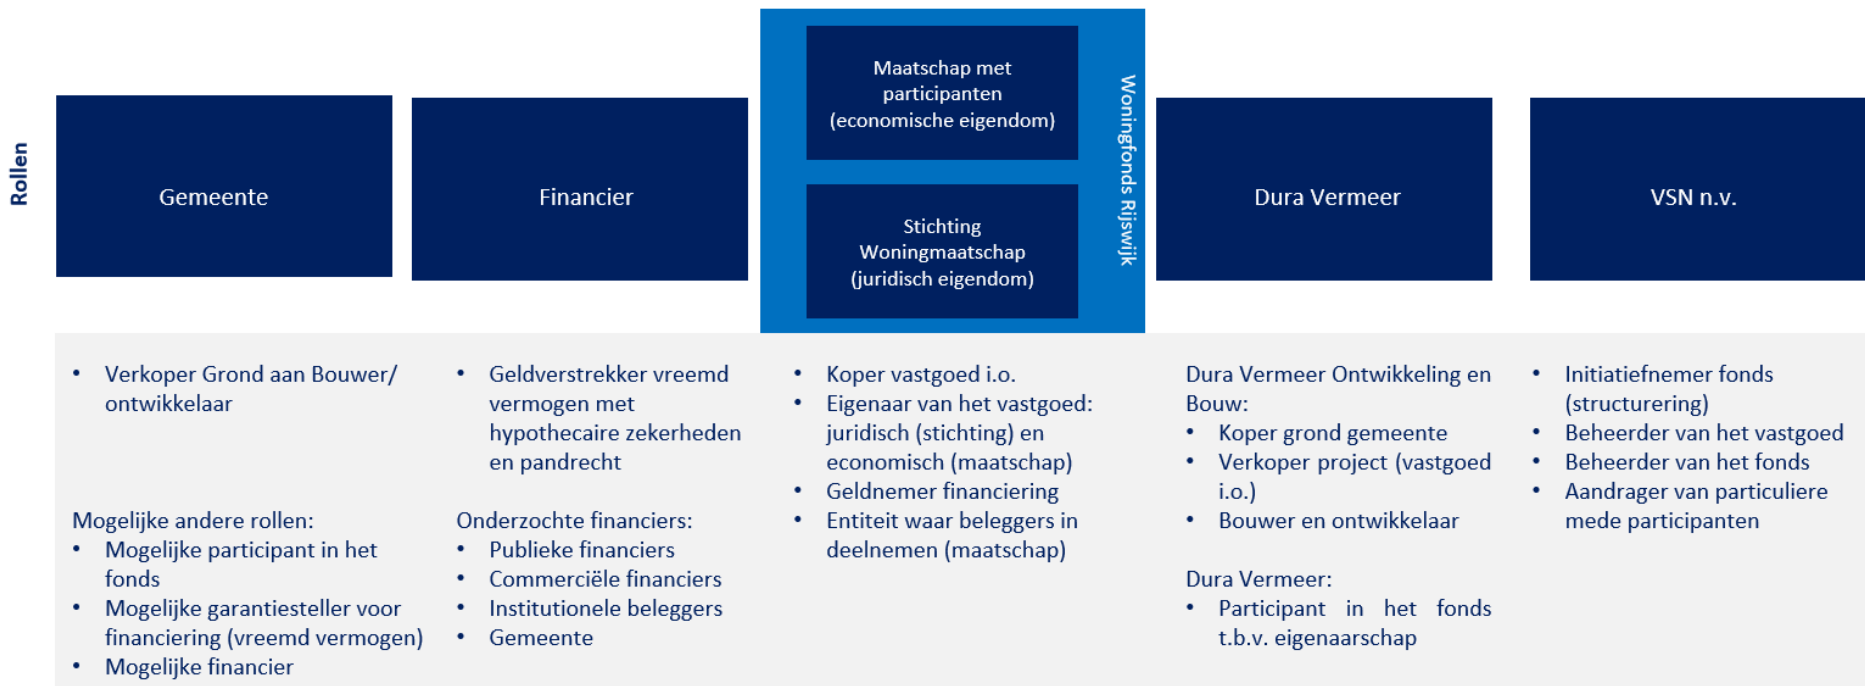 Rollen
Gemeente
Financier
Maatschap met
participanten
(economische eigendom)
Stichting
Woningmaatschap
(juridisch eigendom)
Woningfonds Rijswijk
Dura Vermeer
VSN n.v.
• Verkoper Grond aan Bouwer/
ontwikkelaar
Mogelijke andere rollen:
• Mogelijke participant in het
fonds
• Mogelijke garantiesteller voor
financiering (vreemd vermogen)
• Mogelijke financier
• Geldverstrekker vreemd
vermogen met
hypothecaire zekerheden
en pandrecht
Onderzochte financiers:
• Publieke financiers
• Commerciële financiers
• Institutionele beleggers
• Gemeente
• Koper vastgoed i.o.
• Eigenaar van het vastgoed:
juridisch (stichting) en
economisch (maatschap)
• Geldnemer financiering
• Entiteit waar beleggers in
deelnemen (maatschap)
Dura Vermeer Ontwikkeling en
Bouw:
• Koper grond gemeente
• Verkoper project (vastgoed
i.o.)
• Bouwer en ontwikkelaar
Dura Vermeer:
• Participant in het fonds
t.b.v. eigenaarschap
• Initiatiefnemer fonds
(structurering)
• Beheerder van het vastgoed
• Beheerder van het fonds
• Aandrager van particuliere
mede participanten